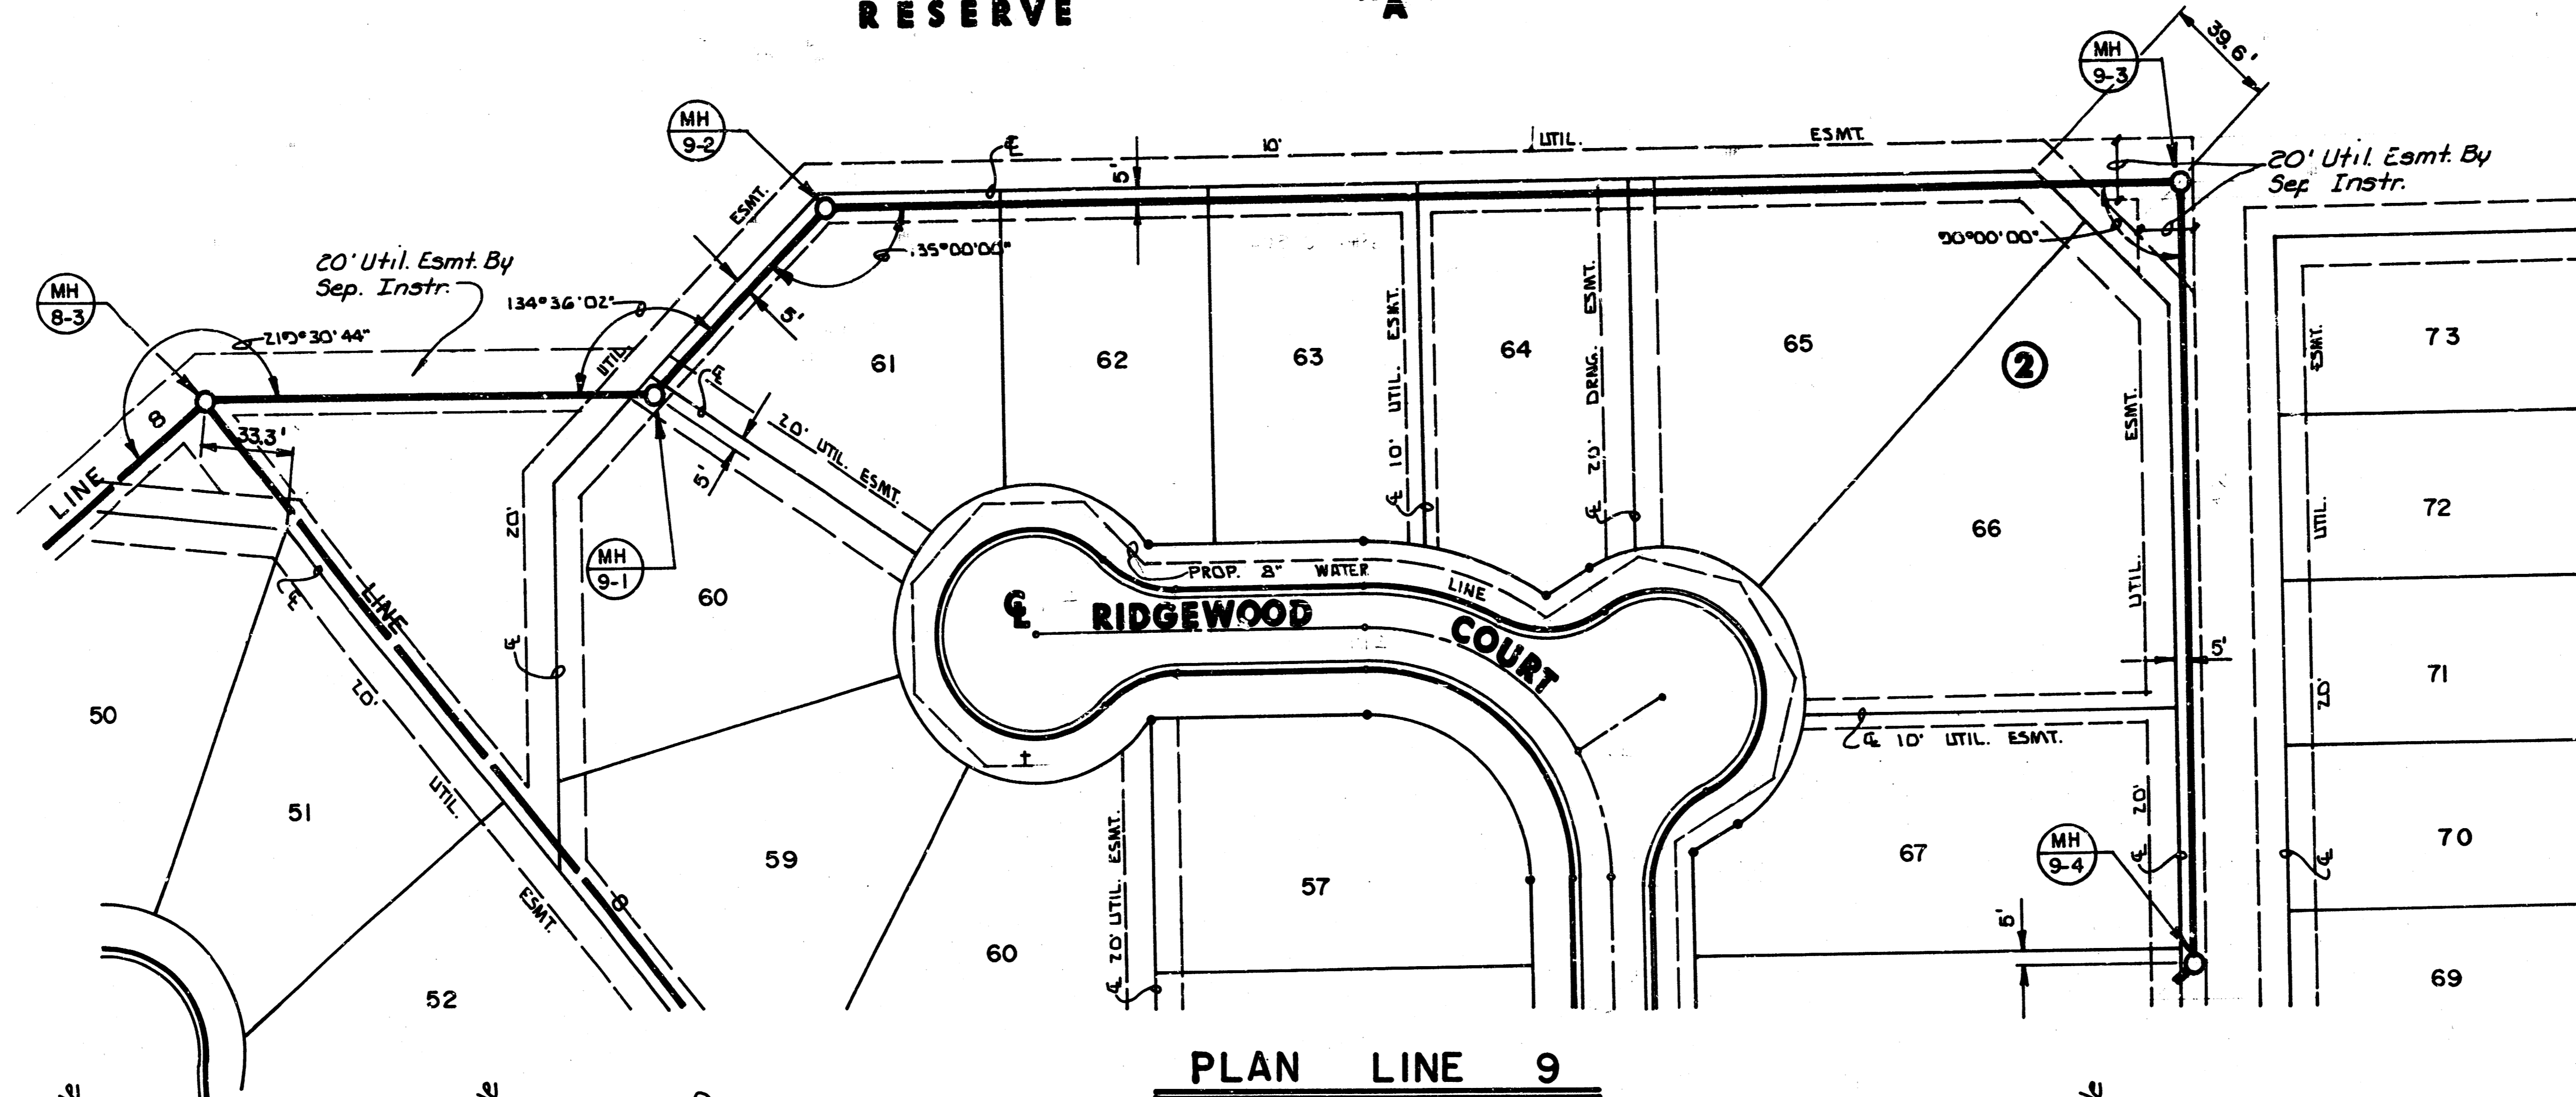 RESERVE "A"
39.6'
MH
9-3
MH
9-2
10' UTIL. ESMT.
℄
5'
20' Util. Esmt. By
Sep. Instr.
ESMT.
135°00'00"
90°00'00"
20' Util. Esmt. By
Sep. Instr.
MH
8-3
134°36'02"
5'
UTIL.
℄
61
62
63
64
65
2
73
ESMT.
℄ 10' UTIL. ESMT.
℄ 20' DRNG. ESMT.
8
33.3'
LINE
20' UTIL. ESMT.
5'
20'
℄
MH
9-1
60
66
UTIL. ESMT.
72
UTIL.
PROP. 8" WATER LINE
℄ RIDGEWOOD COURT
℄
LINE
5'
50
20'
UTIL.
ESMT.
8
71
20'
℄ 10' UTIL. ESMT.
51
59
57
67
20'
℄
MH
9-4
70
℄
℄ 20' UTIL. ESMT.
60
5'
52
69
PLAN LINE 9